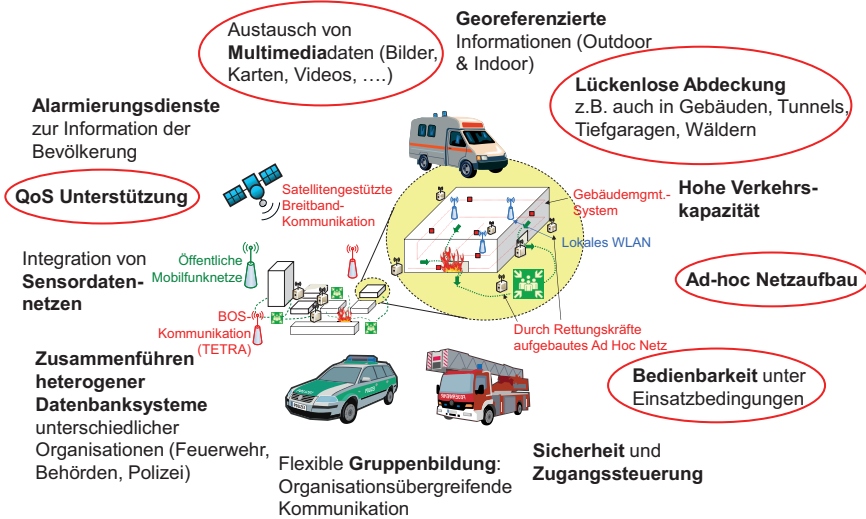 Austausch von
Multimediadaten (Bilder,
Karten, Videos, ….)
Georeferenzierte
Informationen (Outdoor
& Indoor)
Lückenlose Abdeckung
z.B. auch in Gebäuden, Tunnels,
Tiefgaragen, Wäldern
Alarmierungsdienste
zur Information der
Bevölkerung
QoS Unterstützung
Satellitengestützte
Breitband-
Kommunikation
Gebäudemgmt.-
System
Lokales WLAN
Hohe Verkehrs-
kapazität
Integration von
Sensordaten-
netzen
Öffentliche
Mobilfunknetze
Ad-hoc Netzaufbau
BOS-
Kommunikation
(TETRA)
Durch Rettungskräfte
aufgebautes Ad Hoc Netz
Zusammenführen
heterogener
Datenbanksysteme
unterschiedlicher
Organisationen (Feuerwehr,
Behörden, Polizei)
Bedienbarkeit unter
Einsatzbedingungen
Flexible Gruppenbildung:
Organisationsübergreifende
Kommunikation
Sicherheit und
Zugangssteuerung